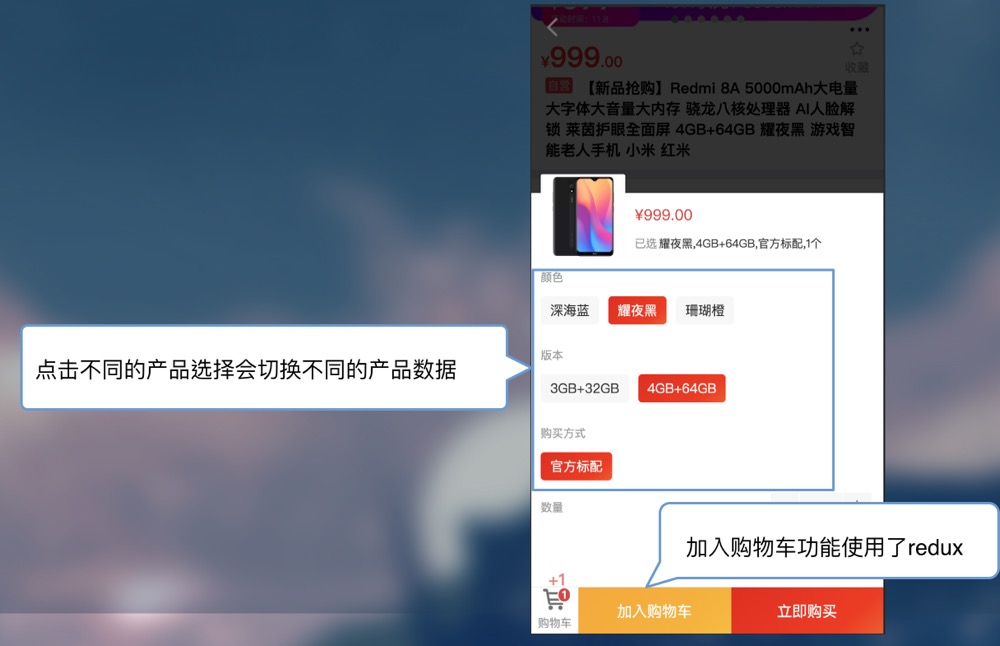 ¥999.00
收藏
自营 【新品抢购】Redmi 8A 5000mAh大电量
大字体大音量大内存 骁龙八核处理器 AI人脸解
锁 莱茵护眼全面屏 4GB+64GB 耀夜黑 游戏智
能老人手机 小米 红米
¥999.00
已选 耀夜黑,4GB+64GB,官方标配,1个
颜色
深海蓝 耀夜黑 珊瑚橙
版本
点击不同的产品选择会切换不同的产品数据
3GB+32GB 4GB+64GB
购买方式
官方标配
数量
加入购物车功能使用了redux
+1
1
购物车
加入购物车
立即购买